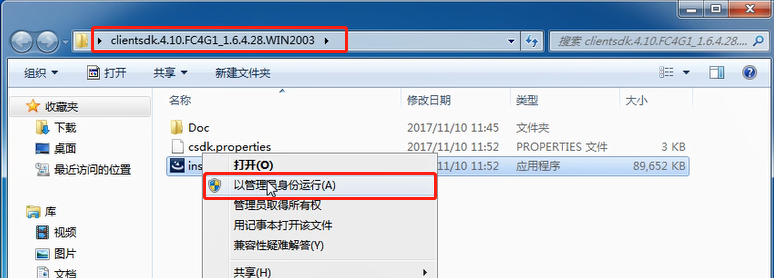 clientsdk.4.10.FC4G1_1.6.4.28.WIN2003
搜索 clientsdk.4.10.FC4G1_1.6.4.28....
组织 打开 共享 新建文件夹
收藏夹
下载
桌面
最近访问的位置
库
视频
图片
文档
名称 修改日期 类型 大小
Doc 2017/11/10 11:45 文件夹
csdk.properties 2017/11/10 11:52 PROPERTIES 文件 3 KB
ins 2017/11/10 11:52 应用程序 89,652 KB
打开(O)
以管理员身份运行(A)
管理员取得所有权
用记事本打开该文件
兼容性疑难解答(Y)
共享(H)